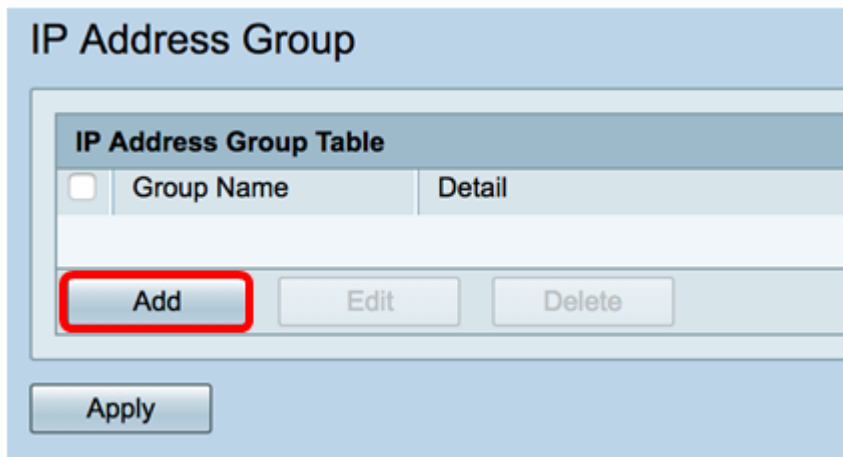 IP Address Group
IP Address Group Table
Group Name Detail
Add Edit Delete
Apply